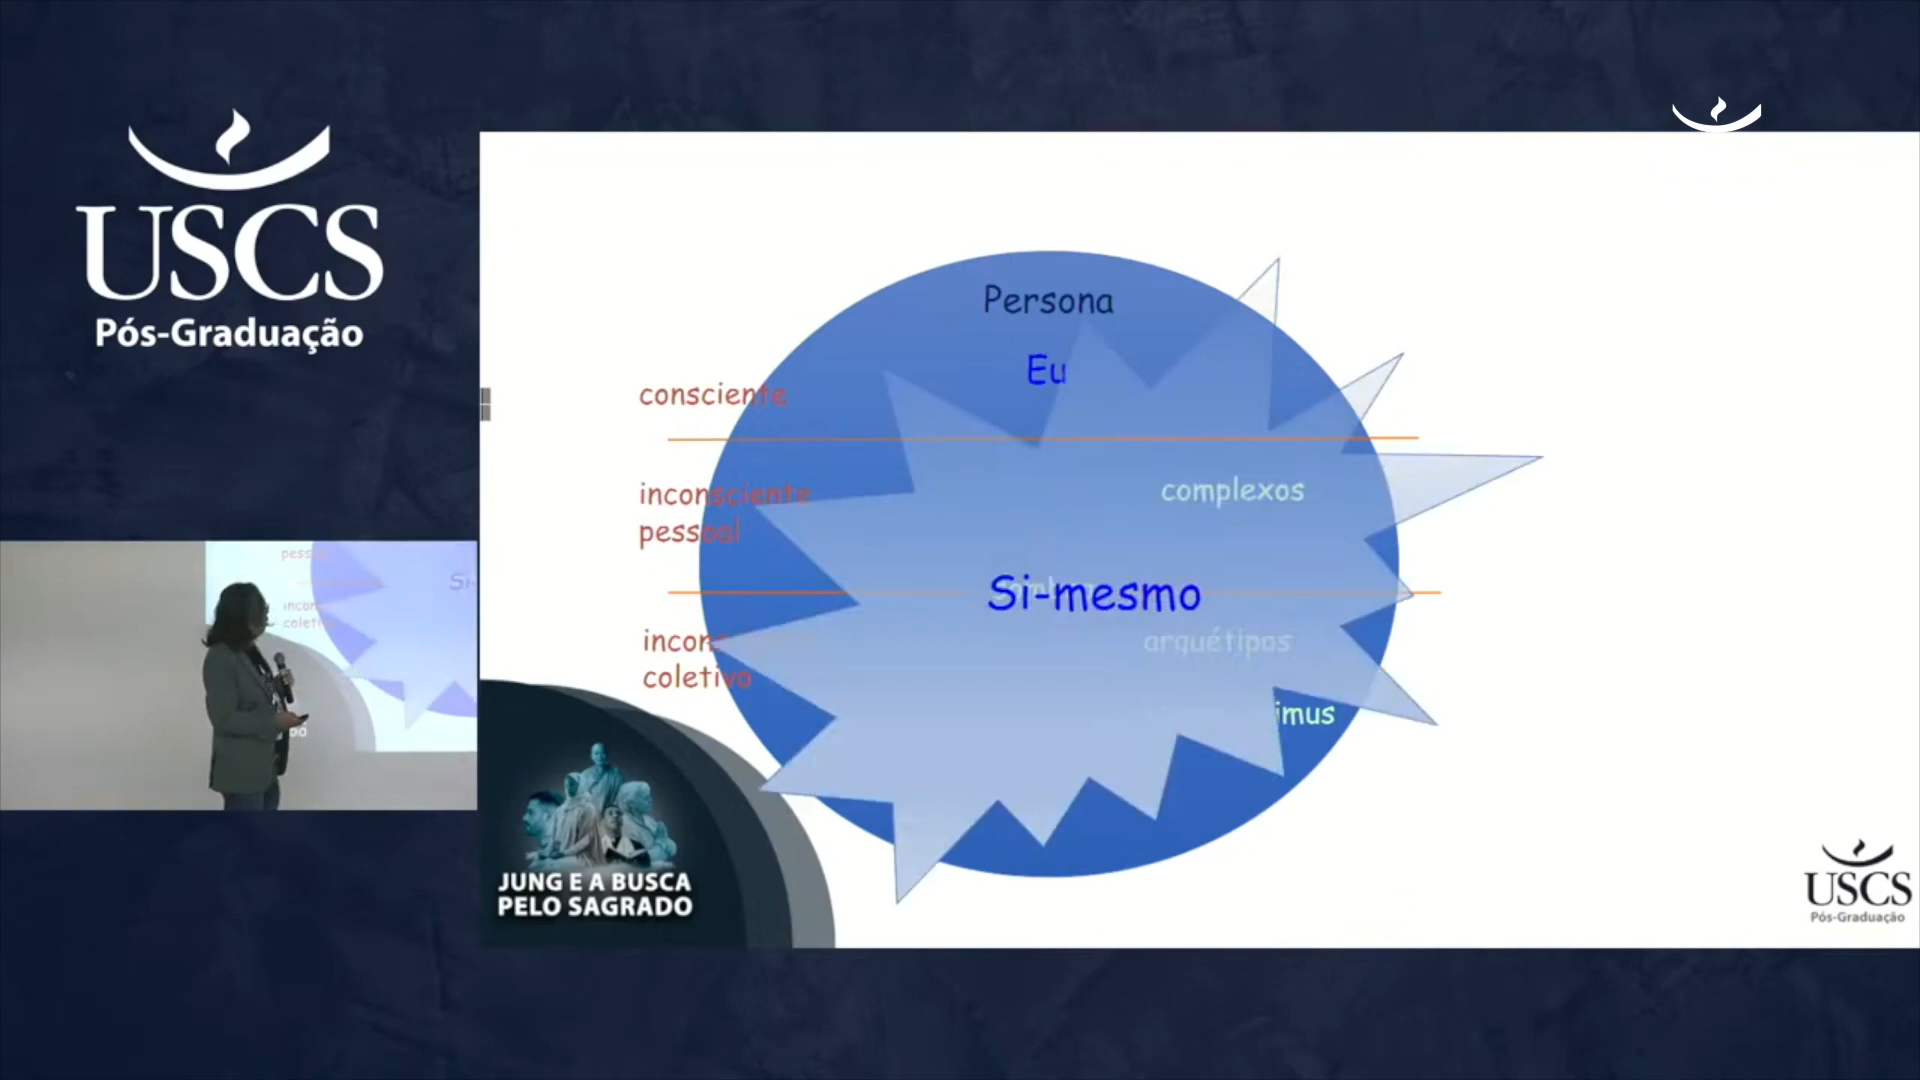 USCS
Pós-Graduação
Persona
Eu
consciente
inconsciente
pessoal
complexos
Si-mesmo
arquétipos
coletivo
imus
JUNG E A BUSCA
PELO SAGRADO
USCS
Pós-Graduação